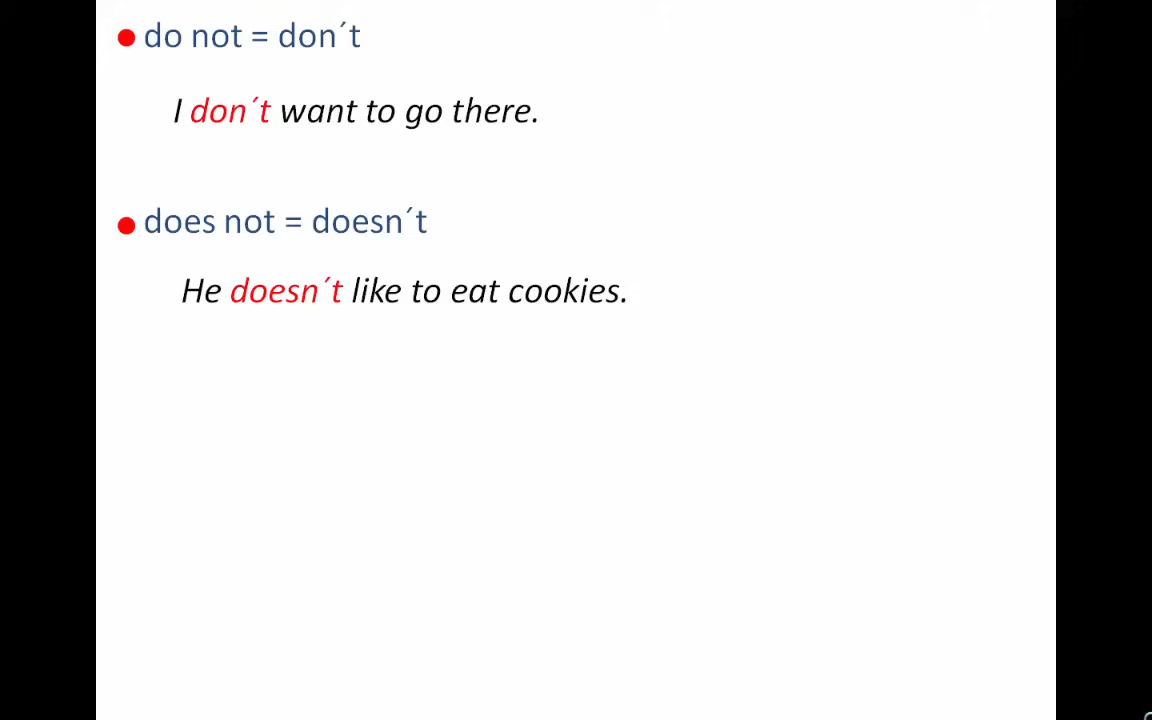 do not = don´t
I don´t want to go there.
does not = doesn´t
He doesn´t like to eat cookies.